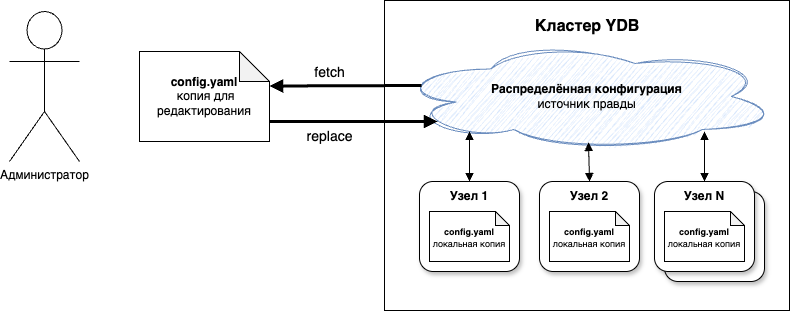 Кластер YDB
Администратор
config.yaml
копия для
редактирования
fetch
replace
Распределённая конфигурация
источник правды
Узел 1
config.yaml
локальная копия
Узел 2
config.yaml
локальная копия
Узел N
config.yaml
локальная копия